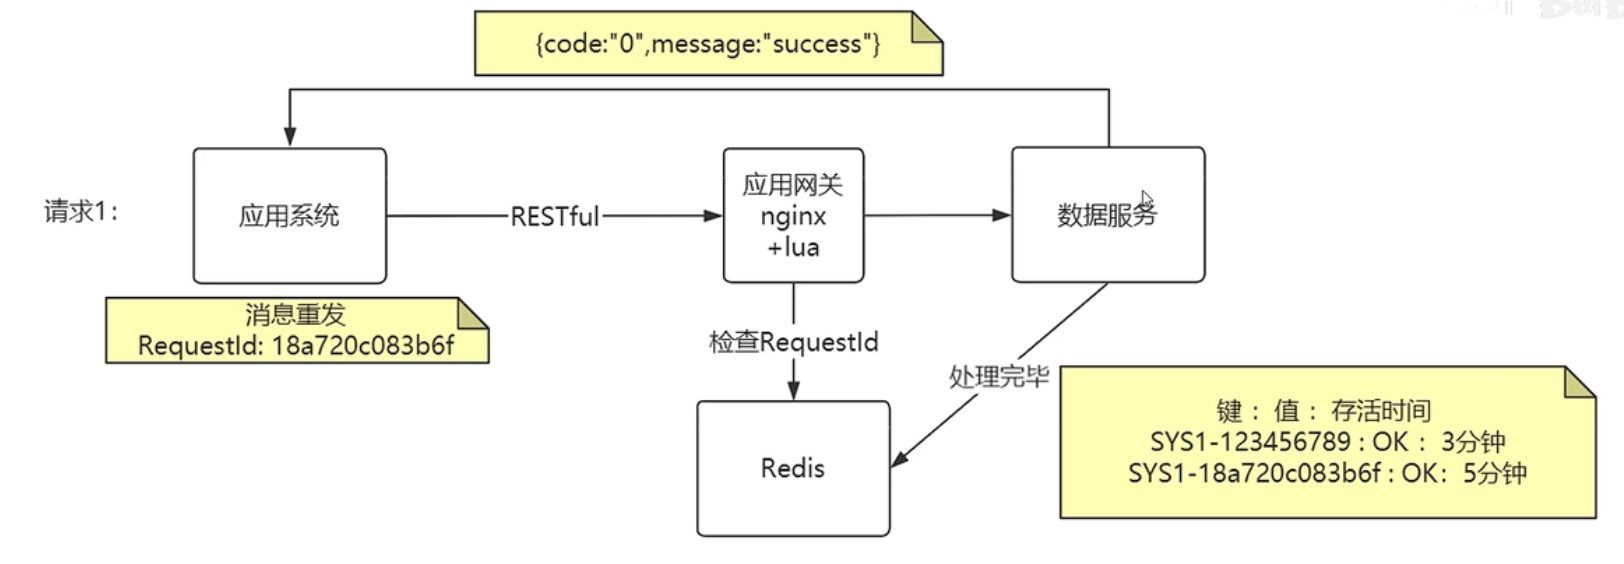 {code:"0",message:"success"}
请求1：
应用系统
RESTful
应用网关
nginx
+lua
数据服务
消息重发
RequestId: 18a720c083b6f
检查RequestId
处理完毕
Redis
键 ： 值 ： 存活时间
SYS1-123456789 : OK ： 3分钟
SYS1-18a720c083b6f : OK： 5分钟